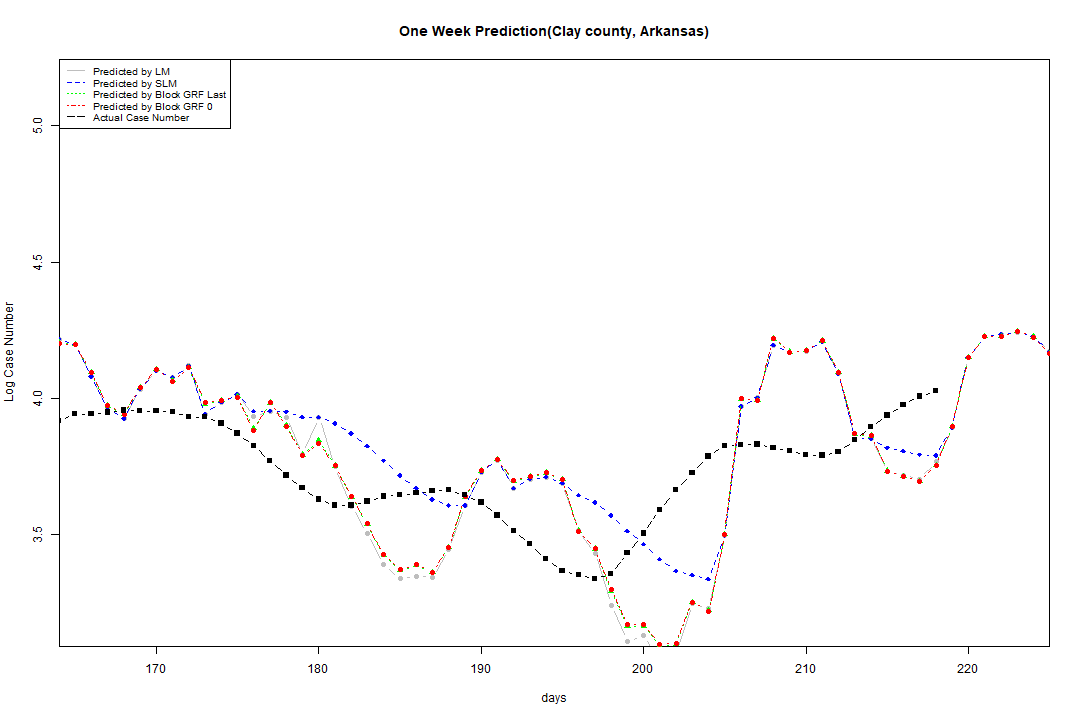 One Week Prediction(Clay county, Arkansas)
Predicted by LM
Predicted by SLM
Predicted by Block GRF Last
Predicted by Block GRF 0
Actual Case Number
5.0
4.5
4.0
3.5
Log Case Number
170 180 190 200 210 220
days